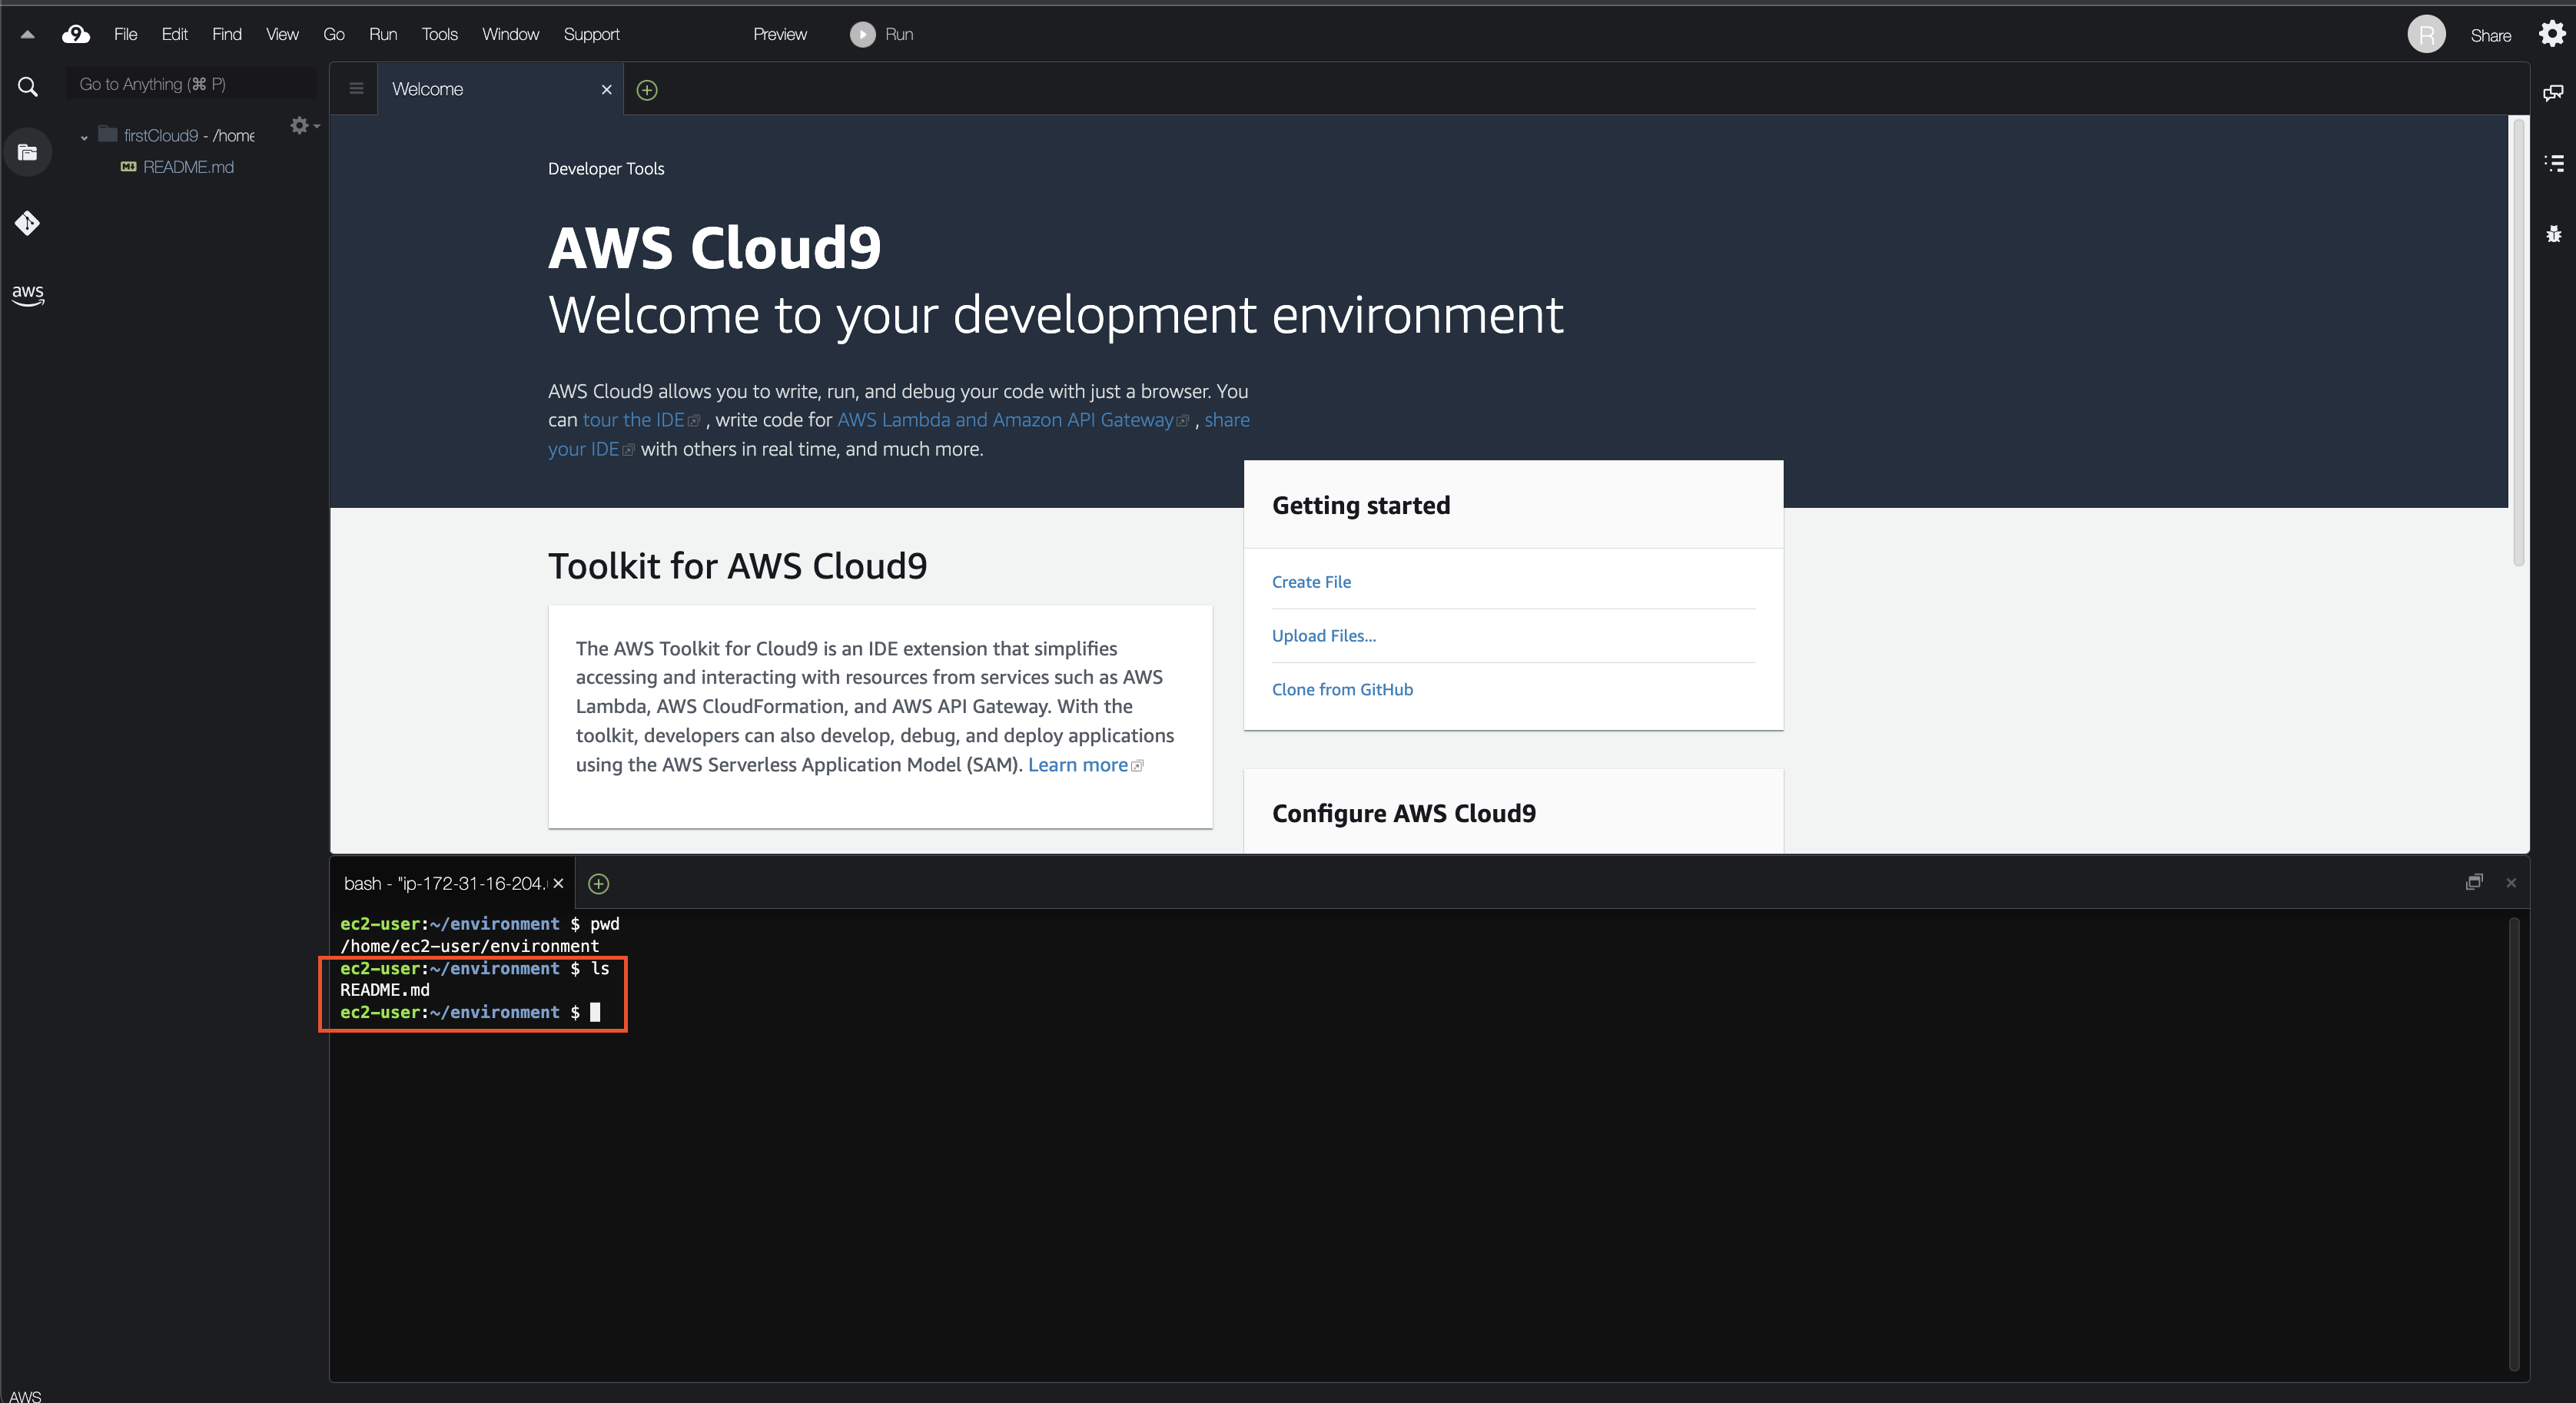 File Edit Find View Go Run Tools Window Support Preview Run R Share
Go to Anything (⌘ P)
firstCloud9 - /home
README.md
aws
Welcome
Developer Tools
AWS Cloud9
Welcome to your development environment
AWS Cloud9 allows you to write, run, and debug your code with just a browser. You
can tour the IDE , write code for AWS Lambda and Amazon API Gateway , share
your IDE with others in real time, and much more.
Toolkit for AWS Cloud9
The AWS Toolkit for Cloud9 is an IDE extension that simplifies
accessing and interacting with resources from services such as AWS
Lambda, AWS CloudFormation, and AWS API Gateway. With the
toolkit, developers can also develop, debug, and deploy applications
using the AWS Serverless Application Model (SAM). Learn more
Getting started
Create File
Upload Files...
Clone from GitHub
Configure AWS Cloud9
bash - "ip-172-31-16-204.
ec2-user:~/environment $ pwd
/home/ec2-user/environment
ec2-user:~/environment $ ls
README.md
ec2-user:~/environment $
AWS